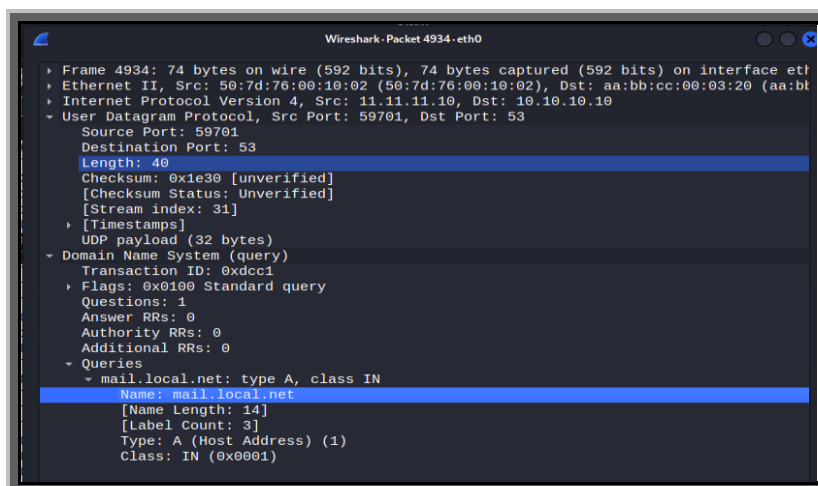 Wireshark · Packet 4934 · eth0
Frame 4934: 74 bytes on wire (592 bits), 74 bytes captured (592 bits) on interface eth
Ethernet II, Src: 50:7d:76:00:10:02 (50:7d:76:00:10:02), Dst: aa:bb:cc:00:03:20 (aa:bb
Internet Protocol Version 4, Src: 11.11.11.10, Dst: 10.10.10.10
User Datagram Protocol, Src Port: 59701, Dst Port: 53
Source Port: 59701
Destination Port: 53
Length: 40
Checksum: 0x1e30 [unverified]
[Checksum Status: Unverified]
[Stream index: 31]
[Timestamps]
UDP payload (32 bytes)
Domain Name System (query)
Transaction ID: 0xdcc1
Flags: 0x0100 Standard query
Questions: 1
Answer RRs: 0
Authority RRs: 0
Additional RRs: 0
Queries
mail.local.net: type A, class IN
Name: mail.local.net
[Name Length: 14]
[Label Count: 3]
Type: A (Host Address) (1)
Class: IN (0x0001)